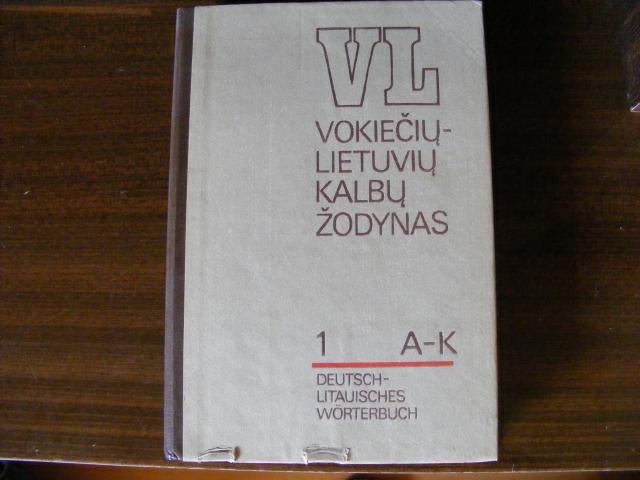 VL
VOKIEČIŲ-
LIETUVIŲ
KALBŲ
ŽODYNAS
1 A-K
DEUTSCH-
LITAUISCHES
WÖRTERBUCH